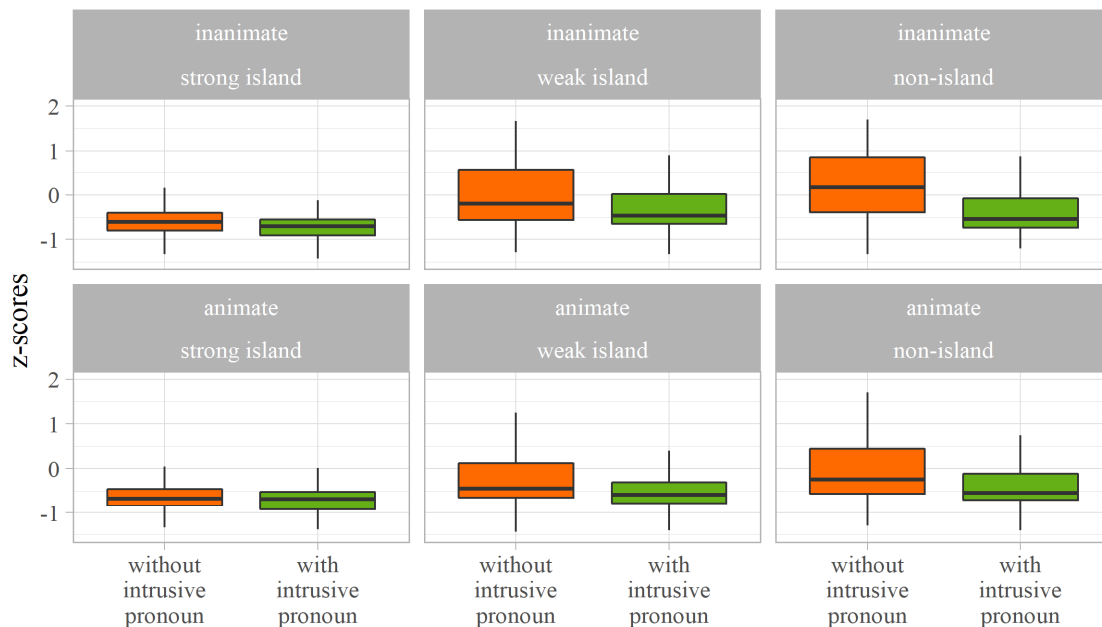 inanimate
strong island
inanimate
weak island
inanimate
non-island
2
1
0
-1
z-scores
animate
strong island
animate
weak island
animate
non-island
2
1
0
-1
without
intrusive
pronoun
with
intrusive
pronoun
without
intrusive
pronoun
with
intrusive
pronoun
without
intrusive
pronoun
with
intrusive
pronoun